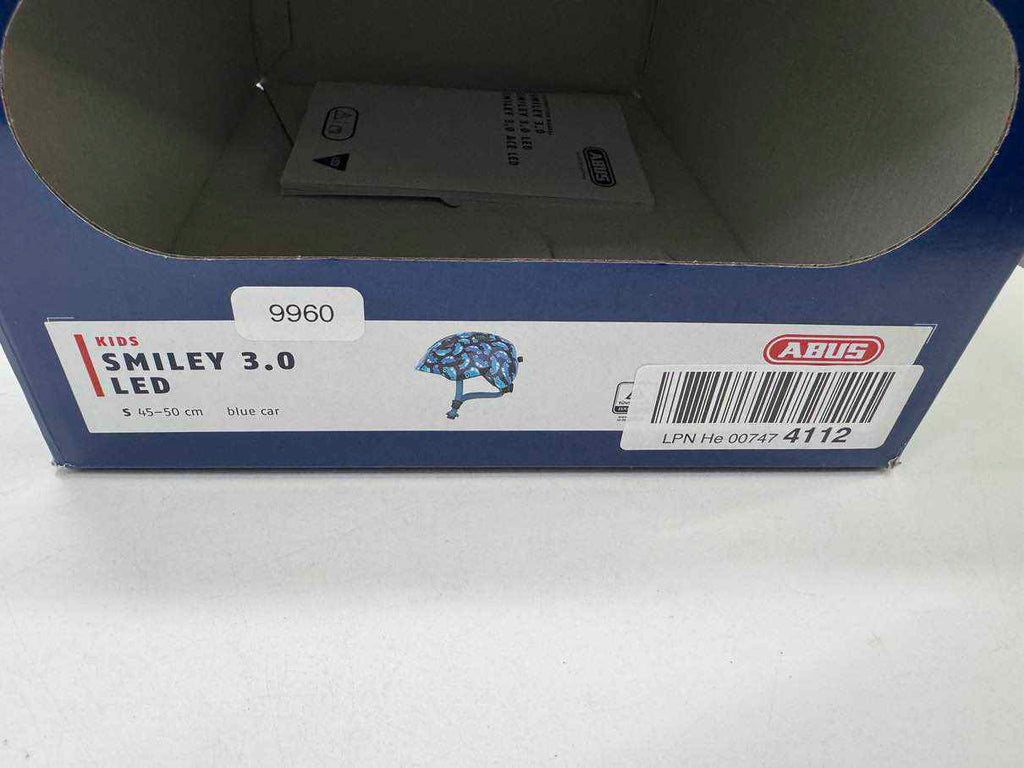 SMILEY 3.0
SMILEY 3.0 LED
SMILEY 3.0 ACE LED
ABUS
9960
KIDS
SMILEY 3.0
LED
S 45–50 cm blue car
ABUS
LPN He 00747 4112